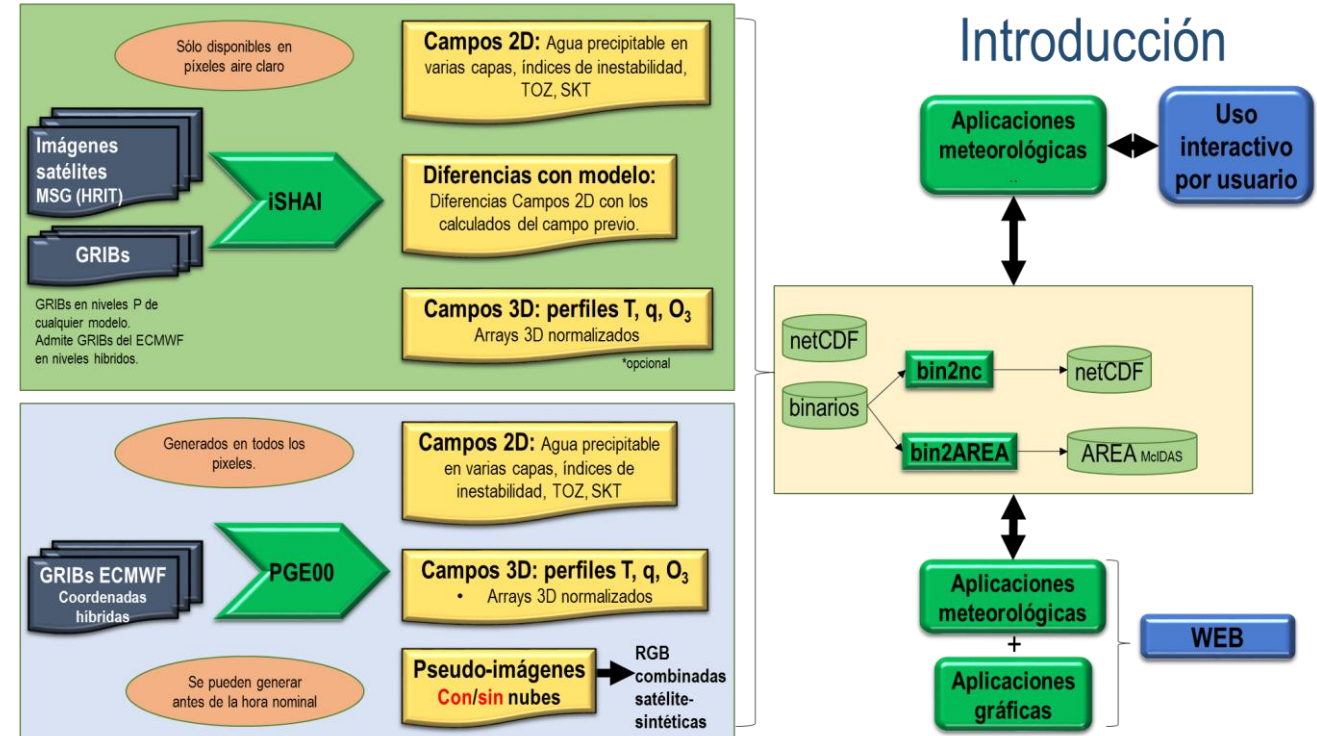 Introducción
Sólo disponibles en
píxeles aire claro
Imágenes
satélites
MSG (HRIT)
GRIBs
GRIBs en niveles P de
cualquier modelo.
Admite GRIBs del ECMWF
en niveles híbridos.
iSHAI
Campos 2D: Agua precipitable en
varias capas, índices de inestabilidad,
TOZ, SKT
Diferencias con modelo:
Diferencias Campos 2D con los
calculados del campo previo.
Campos 3D: perfiles T, q, O₃
Arrays 3D normalizados
*opcional
Generados en todos los
pixeles.
GRIBs ECMWF
Coordenadas
híbridas
PGE00
Se pueden generar
antes de la hora nominal
Campos 2D: Agua precipitable
en varias capas, índices de
inestabilidad, TOZ, SKT
Campos 3D: perfiles T, q, O₃
• Arrays 3D normalizados
Pseudo-imágenes
Con/sin nubes
RGB
combinadas
satélite-
sintéticas
Aplicaciones
meteorológicas
..
Uso
interactivo
por usuario
netCDF
binarios
bin2nc
netCDF
bin2AREA
AREA McIDAS
Aplicaciones
meteorológicas
+
Aplicaciones
gráficas
WEB